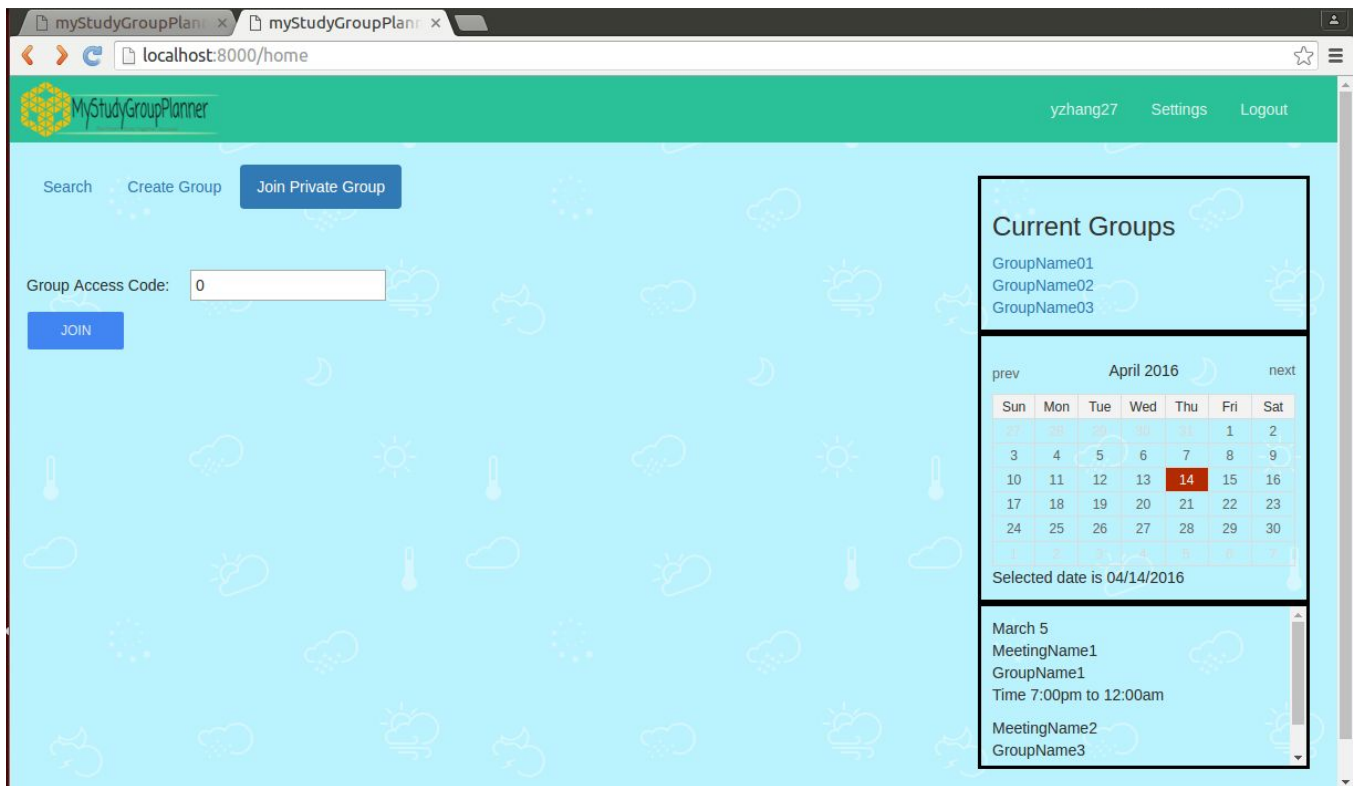 myStudyGroupPlann
myStudyGroupPlann
localhost:8000/home
MyStudyGroupPlanner
yzhang27 Settings Logout
Search Create Group Join Private Group
Group Access Code: 0
JOIN
Current Groups
GroupName01
GroupName02
GroupName03
prev April 2016 next
Sun Mon Tue Wed Thu Fri Sat
27 28 29 30 31 1 2
3 4 5 6 7 8 9
10 11 12 13 14 15 16
17 18 19 20 21 22 23
24 25 26 27 28 29 30
1 2 3 4 5 6 7
Selected date is 04/14/2016
March 5
MeetingName1
GroupName1
Time 7:00pm to 12:00am
MeetingName2
GroupName3